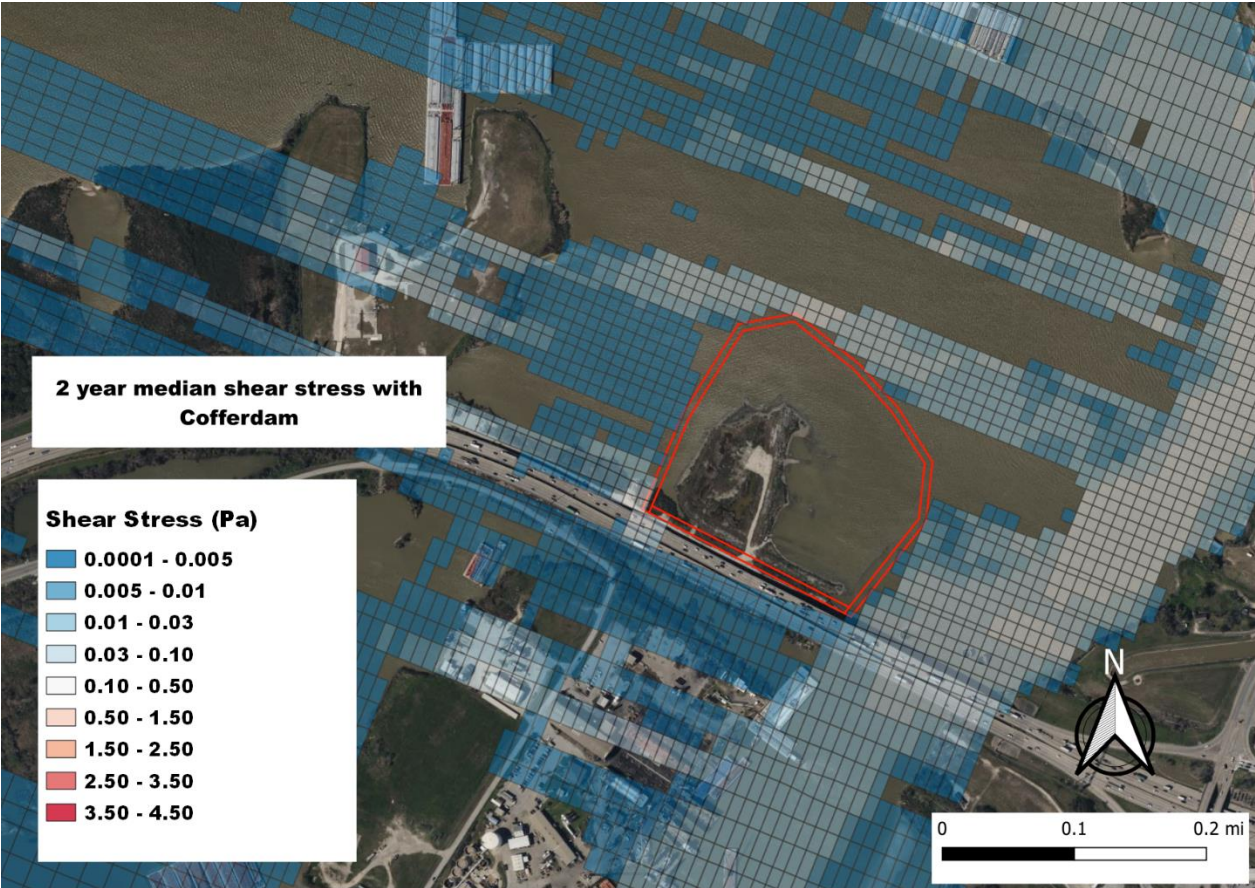 2 year median shear stress with
Cofferdam
Shear Stress (Pa)
0.0001 - 0.005
0.005 - 0.01
0.01 - 0.03
0.03 - 0.10
0.10 - 0.50
0.50 - 1.50
1.50 - 2.50
2.50 - 3.50
3.50 - 4.50
N
0 0.1 0.2 mi